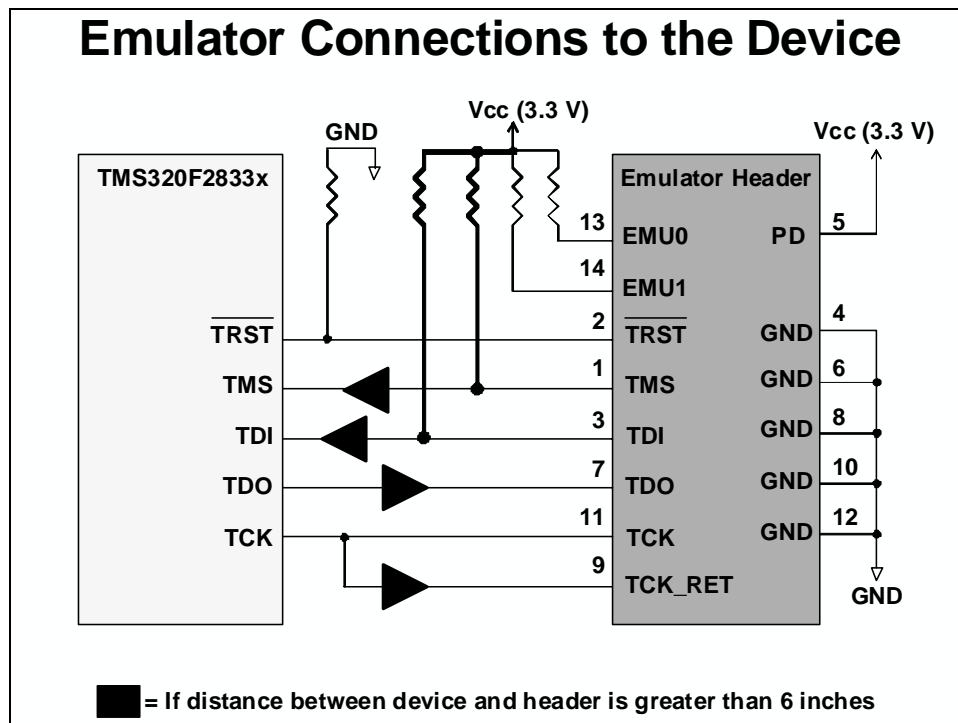 Emulator Connections to the Device
Vcc (3.3 V)
GND
Vcc (3.3 V)
TMS320F2833x
Emulator Header
13
EMU0
PD
5
14
EMU1
TRST
2
TRST
GND
4
TMS
1
TMS
GND
6
TDI
3
TDI
GND
8
TDO
7
TDO
GND
10
TCK
11
TCK
GND
12
9
TCK_RET
GND
= If distance between device and header is greater than 6 inches